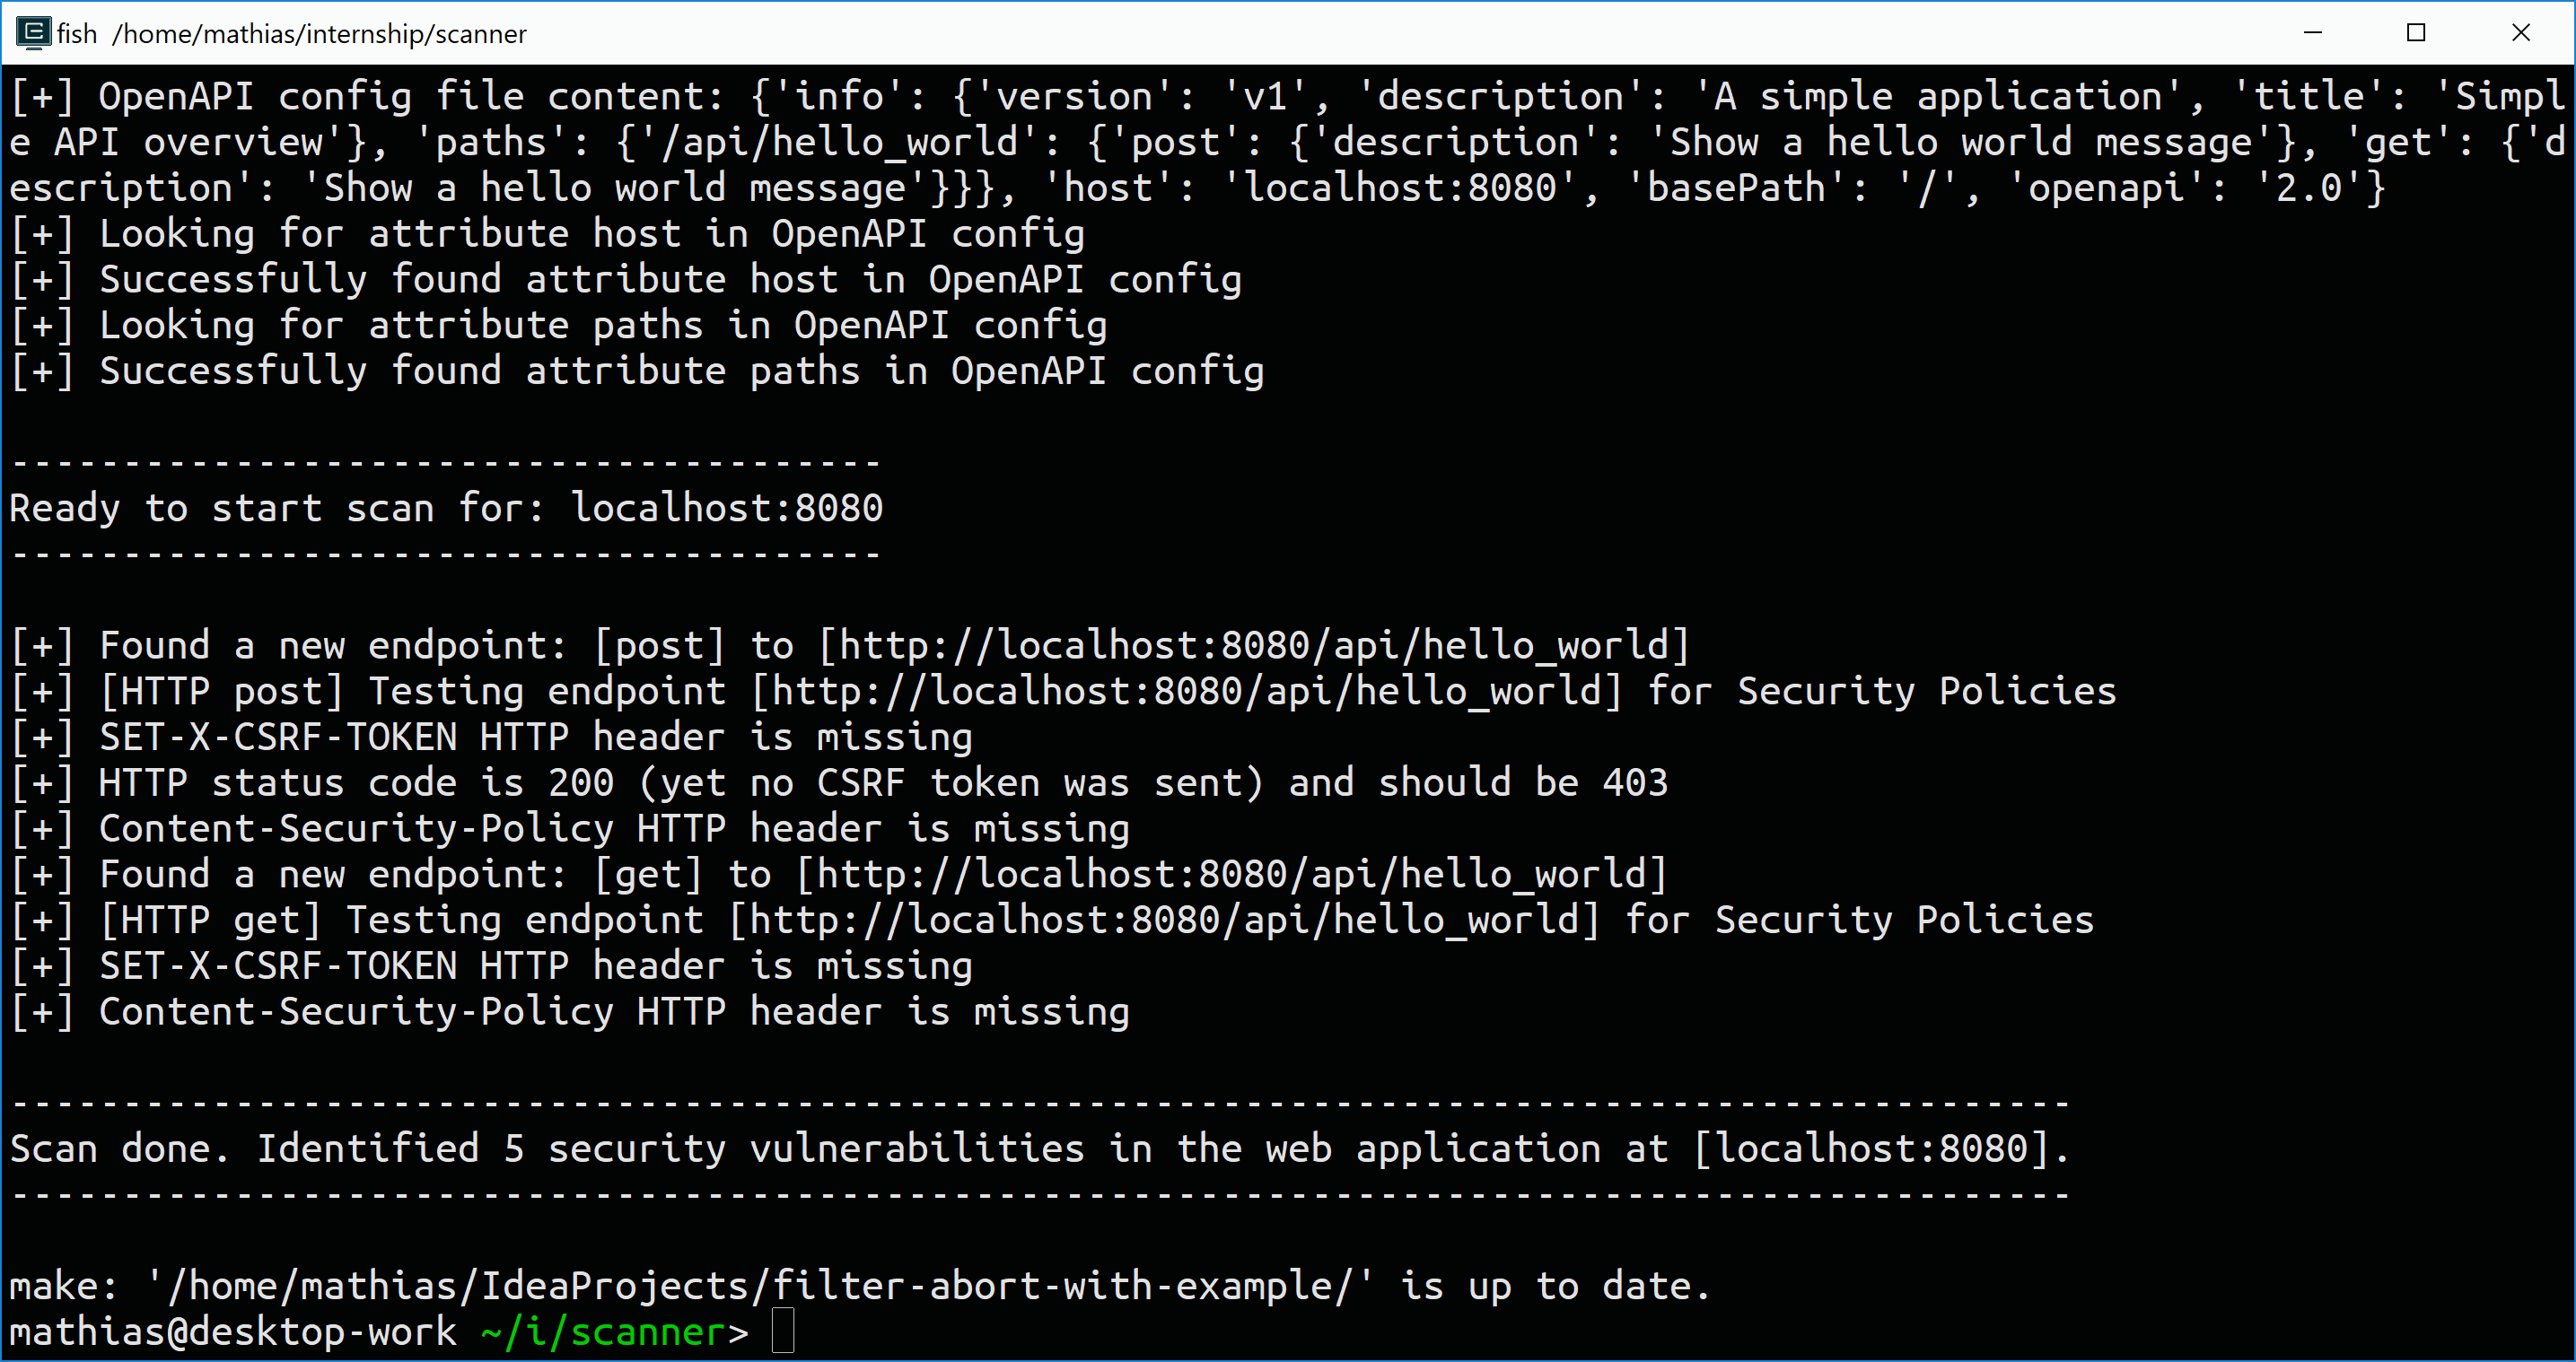 fish  /home/mathias/internship/scanner
[+] OpenAPI config file content: {'info': {'version': 'v1', 'description': 'A simple application', 'title': 'Simpl
e API overview'}, 'paths': {'/api/hello_world': {'post': {'description': 'Show a hello world message'}, 'get': {'d
escription': 'Show a hello world message'}}}, 'host': 'localhost:8080', 'basePath': '/', 'openapi': '2.0'}
[+] Looking for attribute host in OpenAPI config
[+] Successfully found attribute host in OpenAPI config
[+] Looking for attribute paths in OpenAPI config
[+] Successfully found attribute paths in OpenAPI config
---------------------------------------
Ready to start scan for: localhost:8080
---------------------------------------
[+] Found a new endpoint: [post] to [http://localhost:8080/api/hello_world]
[+] [HTTP post] Testing endpoint [http://localhost:8080/api/hello_world] for Security Policies
[+] SET-X-CSRF-TOKEN HTTP header is missing
[+] HTTP status code is 200 (yet no CSRF token was sent) and should be 403
[+] Content-Security-Policy HTTP header is missing
[+] Found a new endpoint: [get] to [http://localhost:8080/api/hello_world]
[+] [HTTP get] Testing endpoint [http://localhost:8080/api/hello_world] for Security Policies
[+] SET-X-CSRF-TOKEN HTTP header is missing
[+] Content-Security-Policy HTTP header is missing
--------------------------------------------------------------------------------------------
Scan done. Identified 5 security vulnerabilities in the web application at [localhost:8080].
--------------------------------------------------------------------------------------------
make: '/home/mathias/IdeaProjects/filter-abort-with-example/' is up to date.
mathias@desktop-work ~/i/scanner>